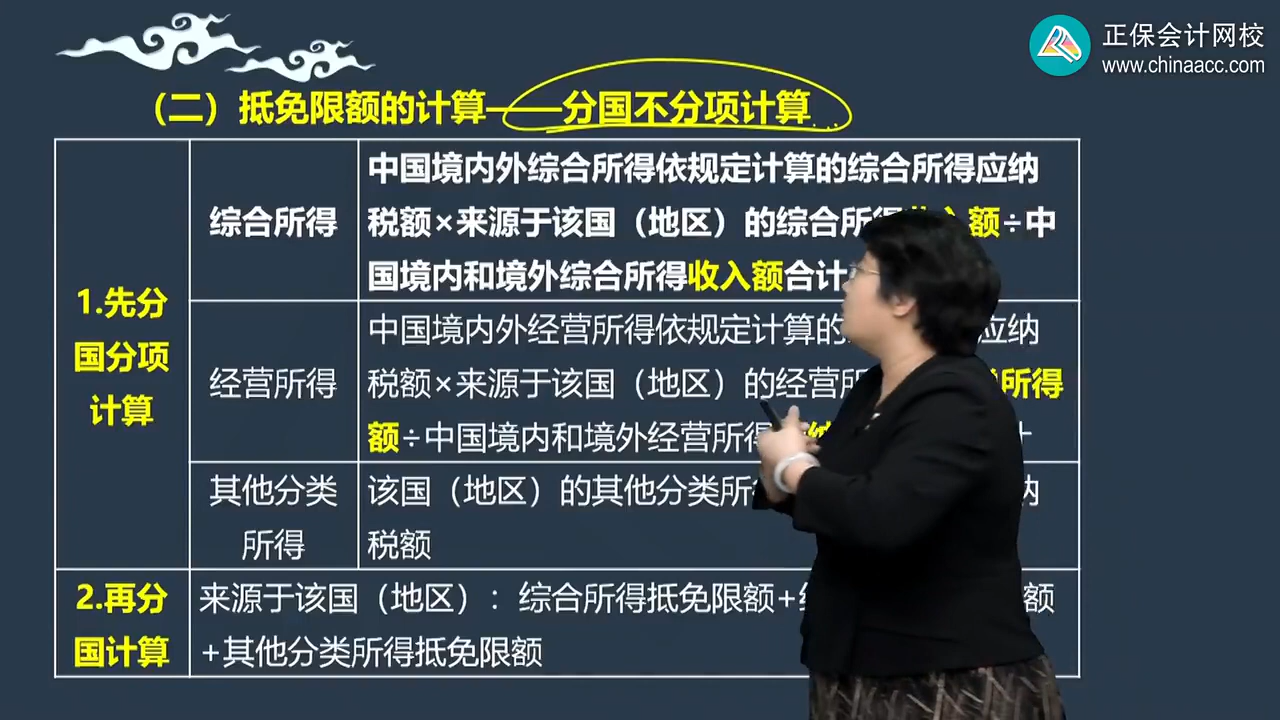 正保会计网校
www.chinaacc.com
（二）抵免限额的计算——分国不分项计算
1.先分
国分项
计算
综合所得
中国境内外综合所得依规定计算的综合所得应纳
税额×来源于该国（地区）的综合所得收入额÷中
国境内和境外综合所得收入额合计
经营所得
中国境内外经营所得依规定计算的 应纳
税额×来源于该国（地区）的经营所 所得
额÷中国境内和境外经营所得
其他分类
所得
该国（地区）的其他分类所 纳
税额
2.再分
国计算
来源于该国（地区）：综合所得抵免限额+ 额
+其他分类所得抵免限额